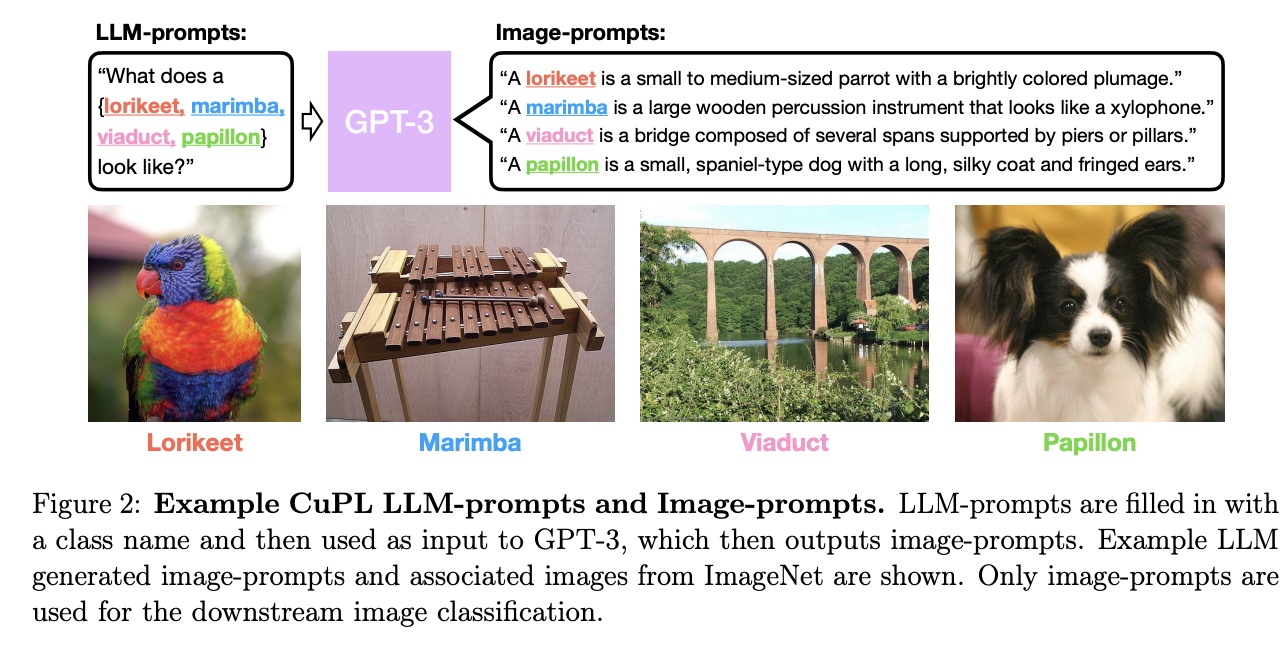 LLM-prompts:
“What does a
{lorikeet, marimba,
viaduct, papillon}
look like?”
GPT-3
Image-prompts:
“A lorikeet is a small to medium-sized parrot with a brightly colored plumage.”
“A marimba is a large wooden percussion instrument that looks like a xylophone.”
“A viaduct is a bridge composed of several spans supported by piers or pillars.”
“A papillon is a small, spaniel-type dog with a long, silky coat and fringed ears.”
Lorikeet
Marimba
Viaduct
Papillon
Figure 2: Example CuPL LLM-prompts and Image-prompts. LLM-prompts are filled in with
a class name and then used as input to GPT-3, which then outputs image-prompts. Example LLM
generated image-prompts and associated images from ImageNet are shown. Only image-prompts are
used for the downstream image classification.